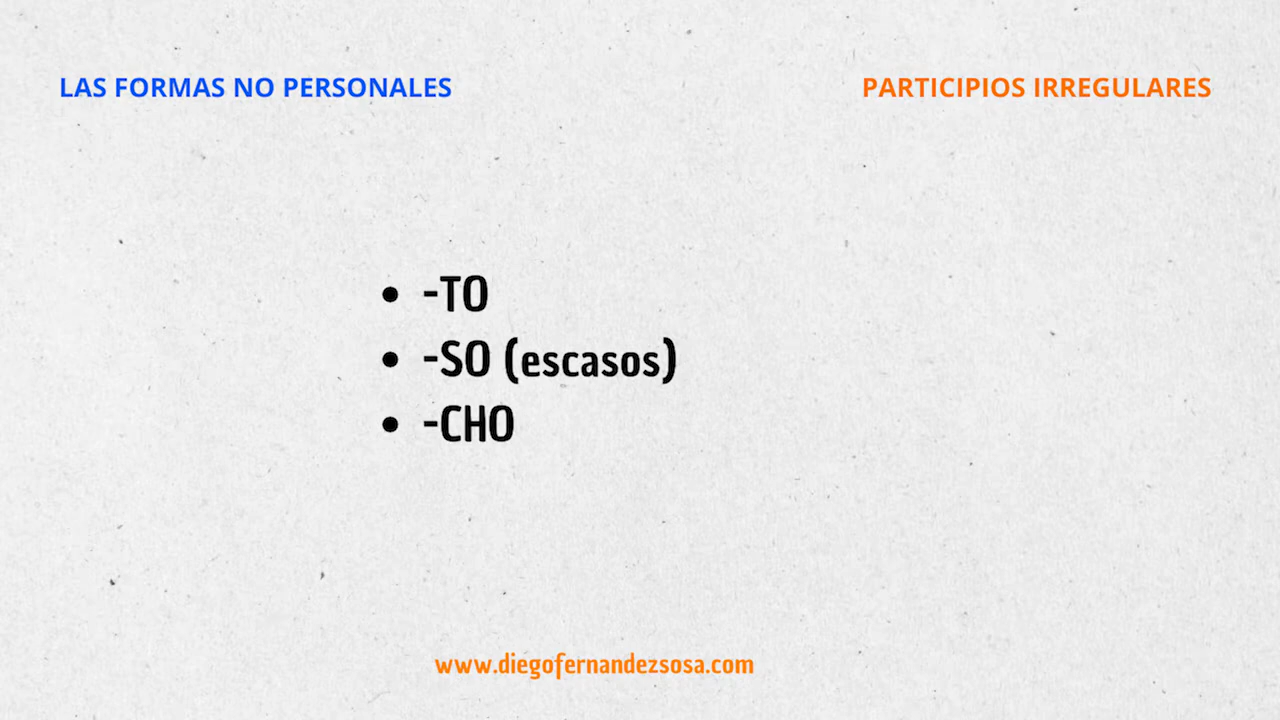 LAS FORMAS NO PERSONALES
PARTICIPIOS IRREGULARES
• -TO
• -SO (escasos)
• -CHO
www.diegofernandezsosa.com